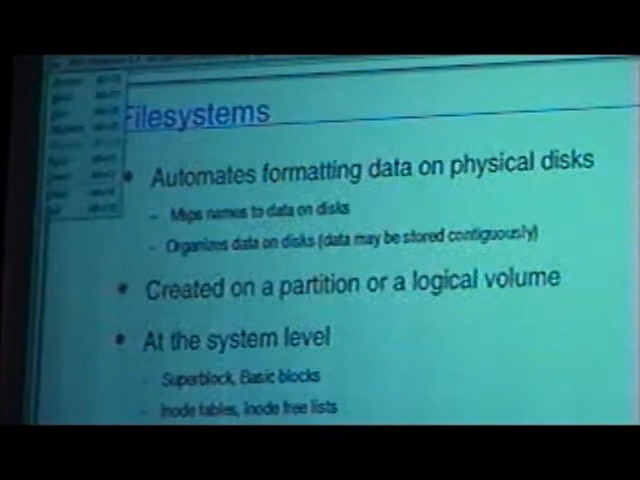 Filesystems
• Automates formatting data on physical disks
- Maps names to data on disks
- Organizes data on disks (data may be stored contiguously)
• Created on a partition or a logical volume
• At the system level
- Superblock, Basic blocks
- Inode tables, Inode free lists